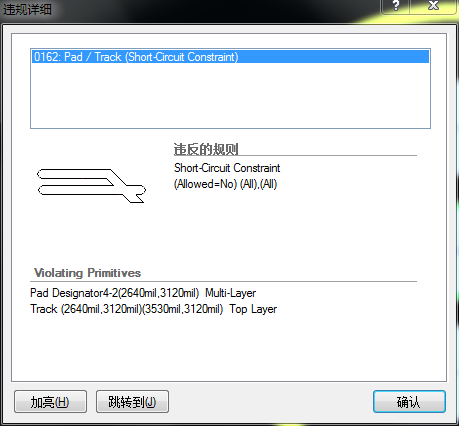 违规详细
0162: Pad / Track (Short-Circuit Constraint)
违反的规则
Short-Circuit Constraint
(Allowed=No) (All),(All)
Violating Primitives
Pad Designator4-2(2640mil,3120mil)  Multi-Layer
Track (2640mil,3120mil)(3530mil,3120mil)  Top Layer
加亮(H) 跳转到(J) 确认